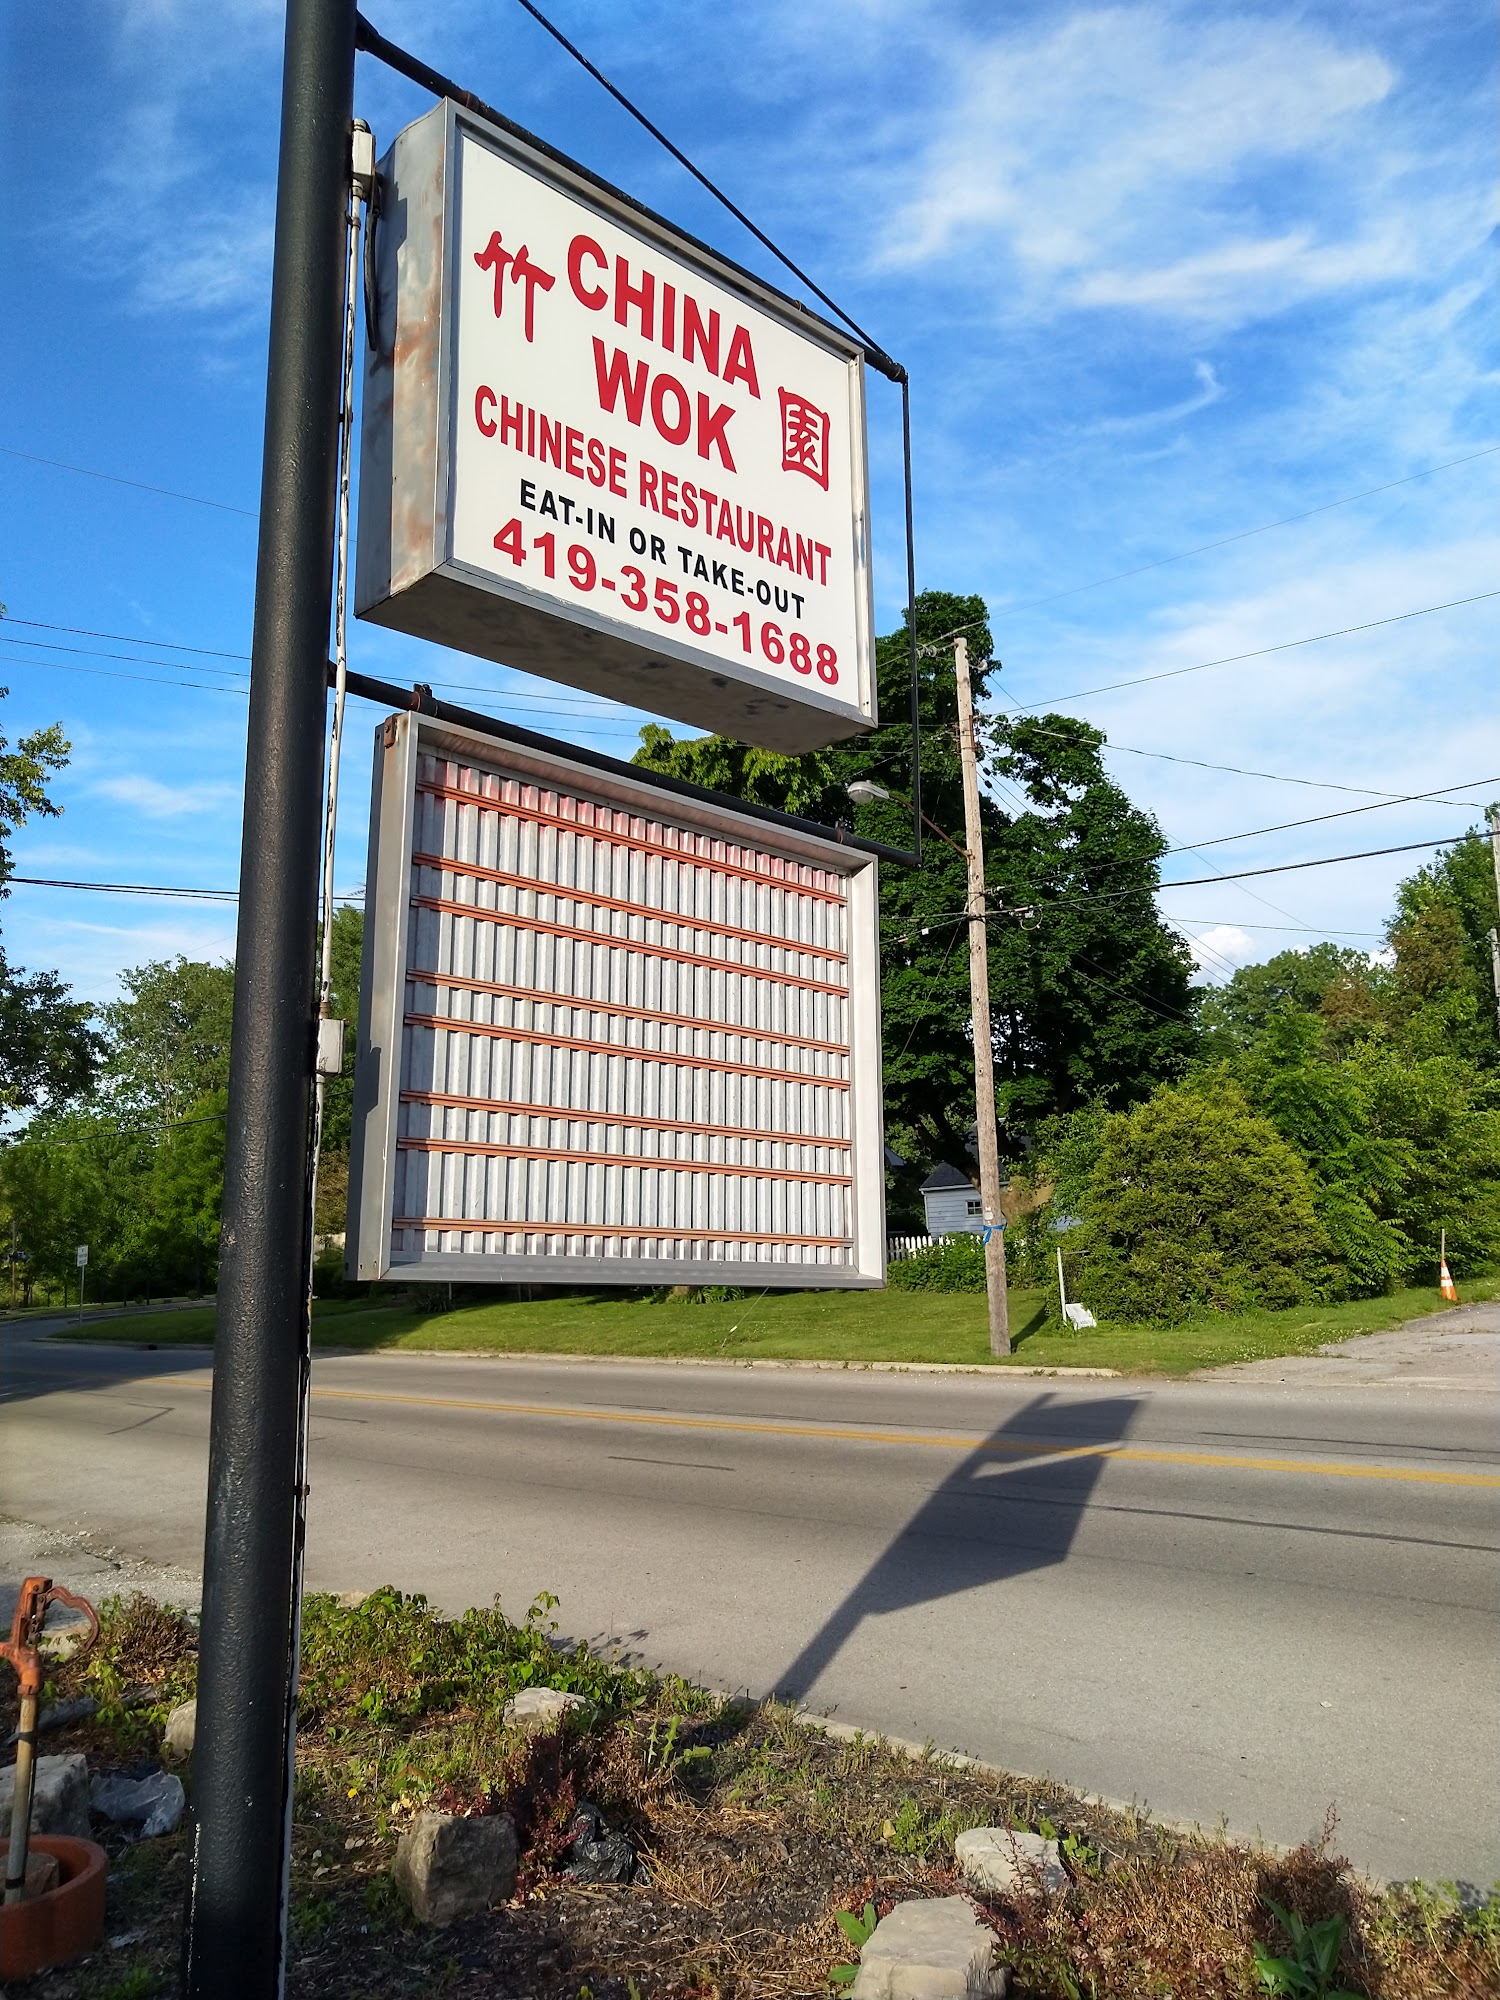 竹 CHINA
WOK 園
CHINESE RESTAURANT
EAT-IN OR TAKE-OUT
419-358-1688